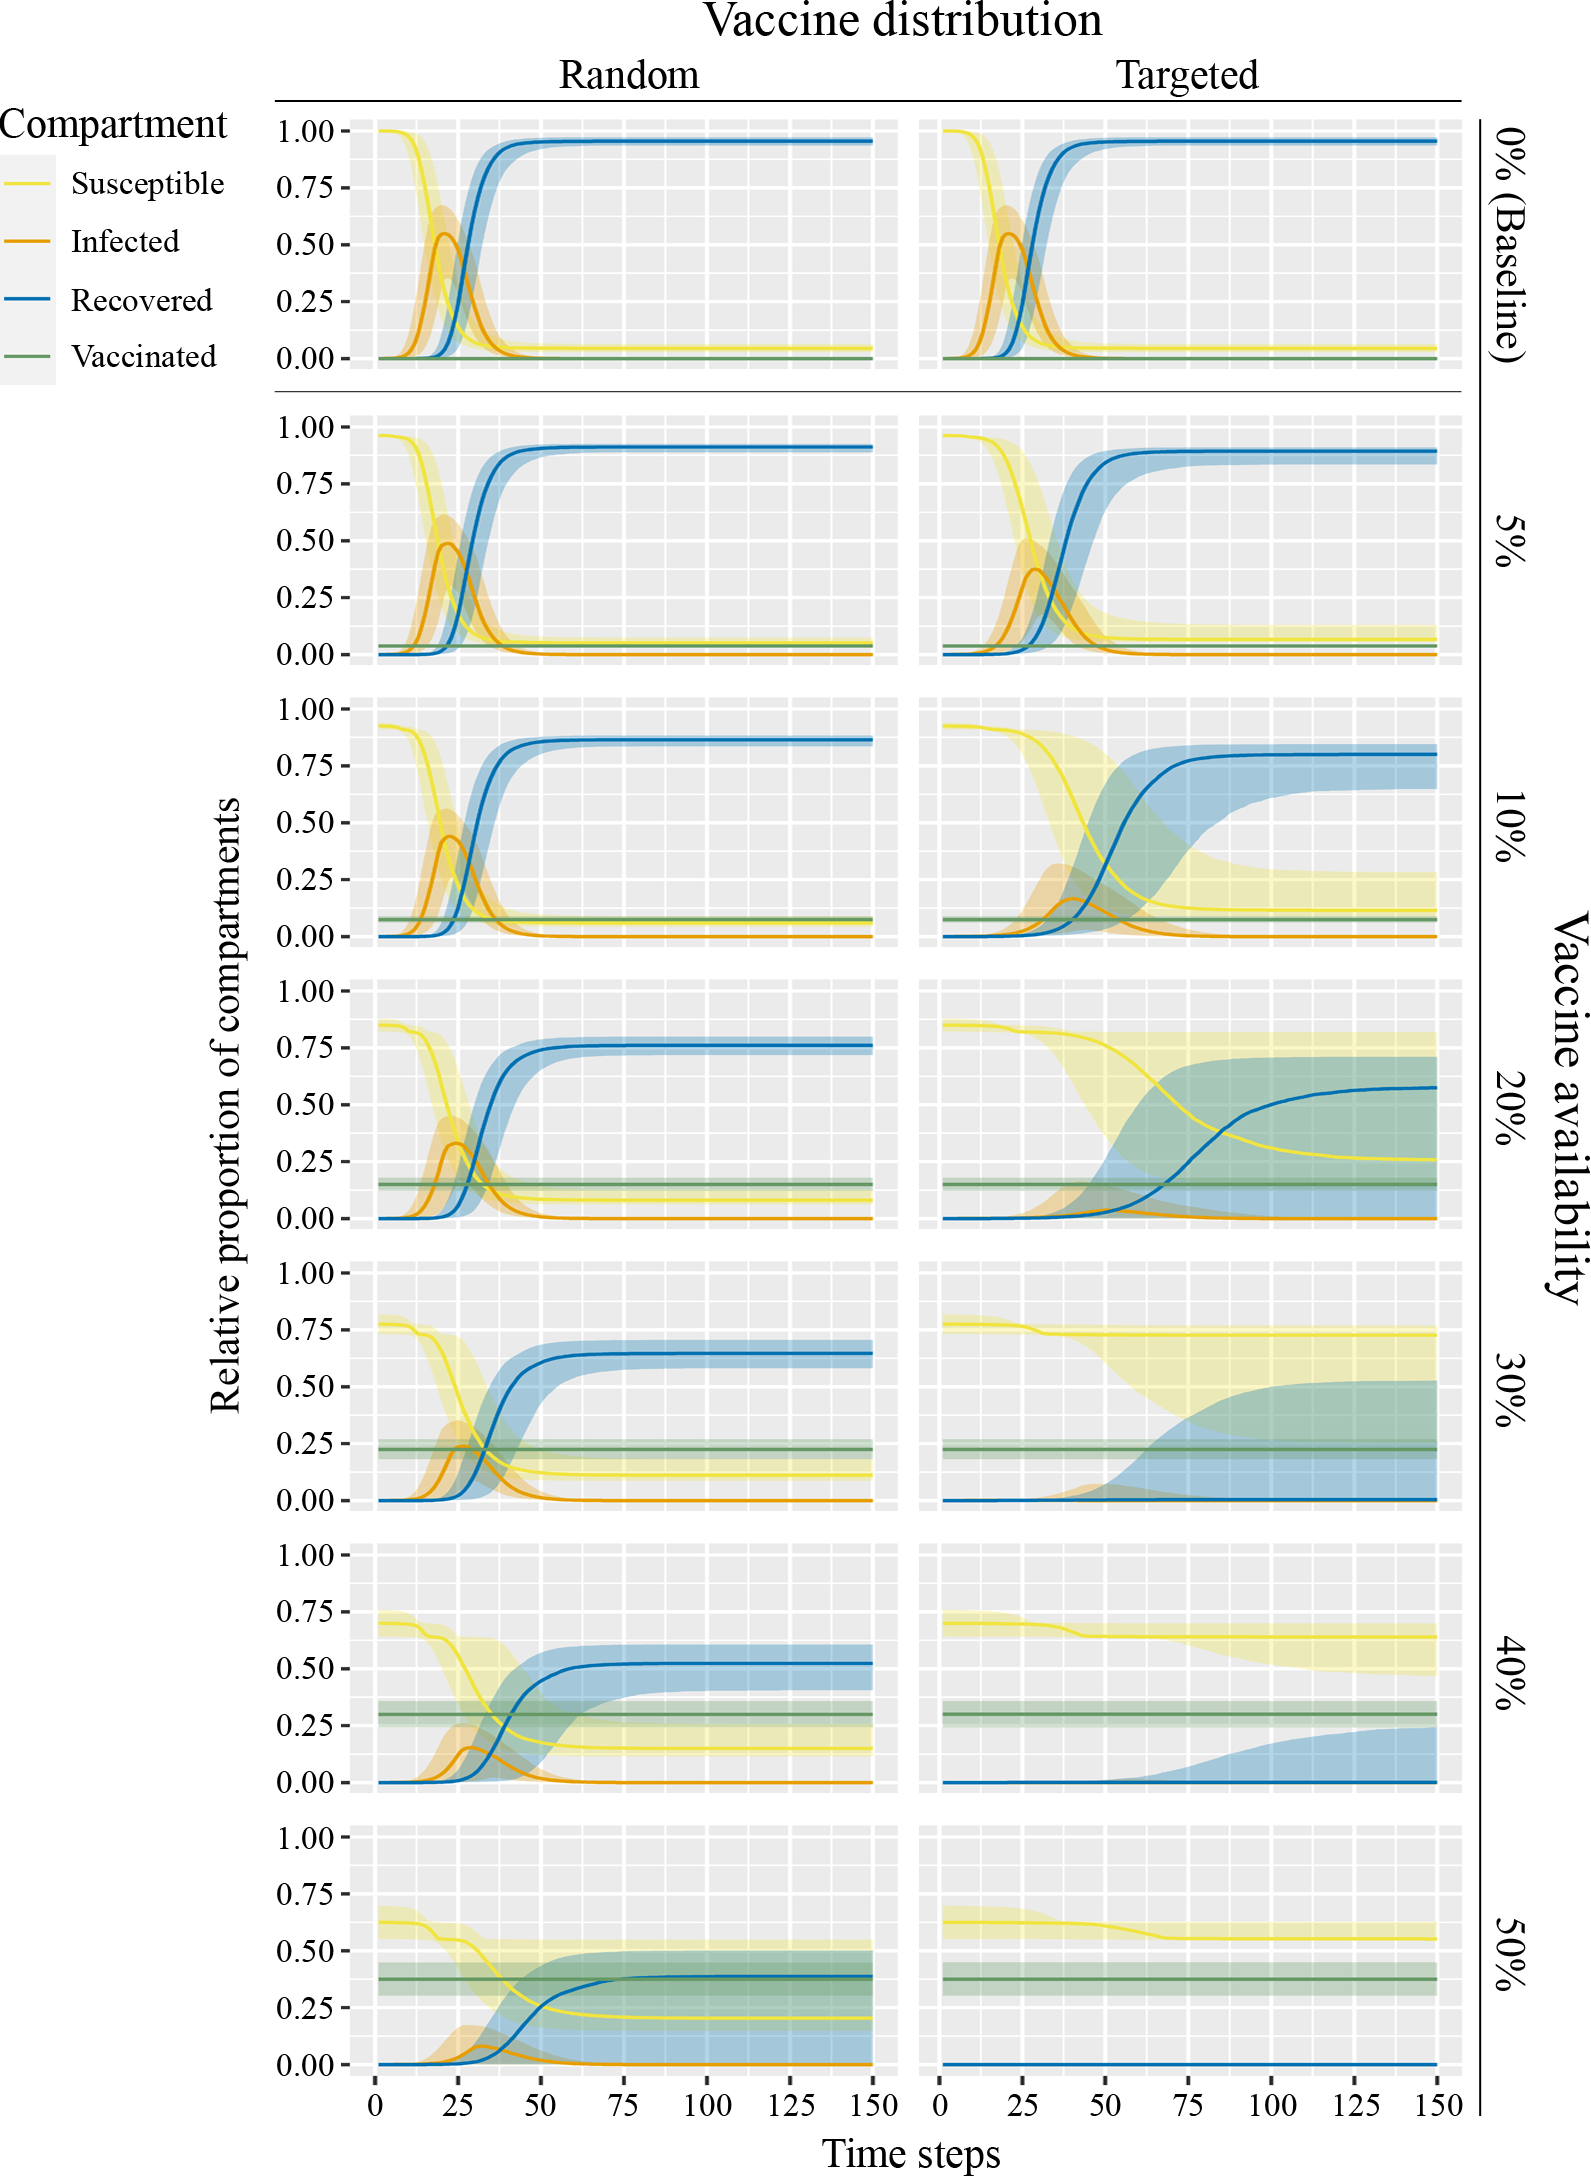 Vaccine distribution
Random
Targeted
Compartment
Susceptible
Infected
Recovered
Vaccinated
1.00
0.75
0.50
0.25
0.00
0% (Baseline)
1.00
0.75
0.50
0.25
0.00
5%
1.00
0.75
0.50
0.25
0.00
10%
1.00
0.75
0.50
0.25
0.00
20%
1.00
0.75
0.50
0.25
0.00
30%
1.00
0.75
0.50
0.25
0.00
40%
1.00
0.75
0.50
0.25
0.00
50%
Relative proportion of compartments
Vaccine availability
0 25 50 75 100 125 150
0 25 50 75 100 125 150
Time steps